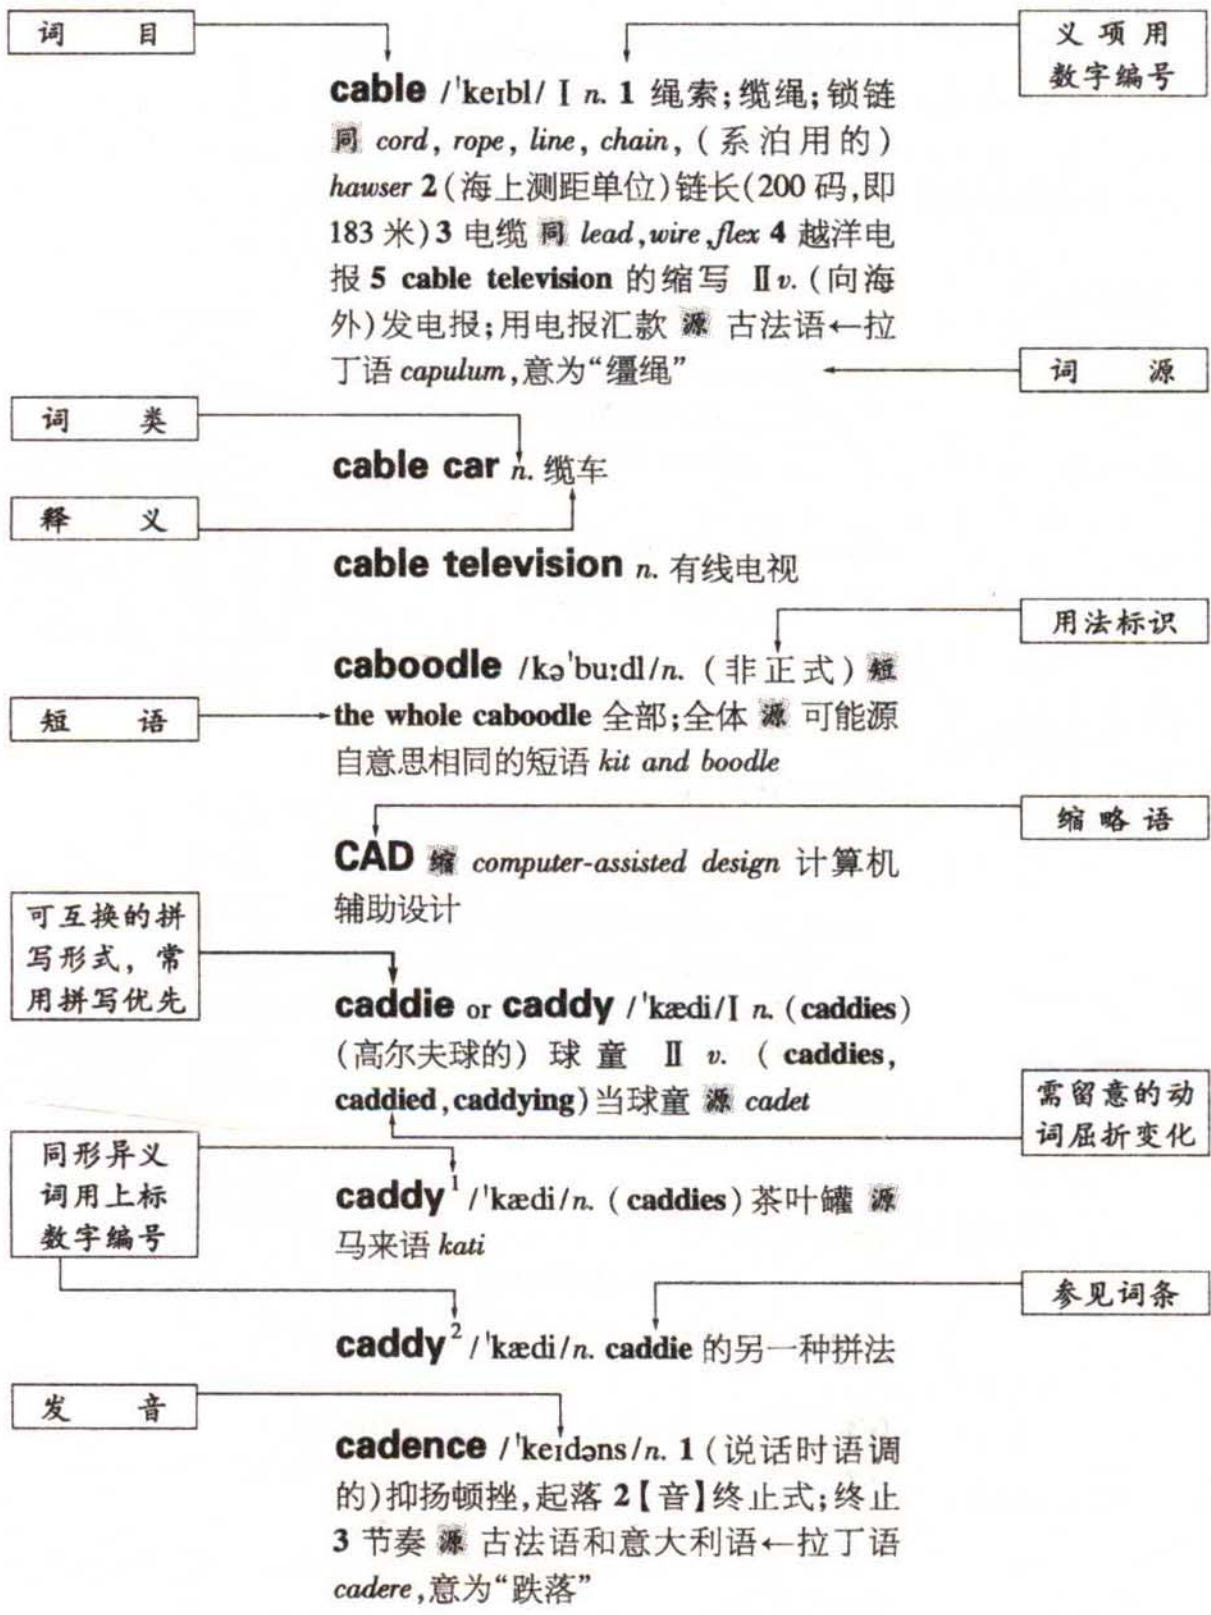 词 目
义 项 用
数字编号
cable /ˈkeɪbl/ Ⅰ n. 1 绳索;缆绳;锁链
同 cord, rope, line, chain, (系泊用的)
hawser 2(海上测距单位)链长(200 码,即
183 米)3 电缆 同 lead,wire,flex 4 越洋电
报 5 cable television 的缩写 Ⅱ v. (向海
外)发电报;用电报汇款 源 古法语←拉
丁语 capulum,意为“缰绳”
词 源
词 类
cable car n. 缆车
释 义
cable television n. 有线电视
用法标识
caboodle /kəˈbuːdl/n. (非正式) 短
短 语
the whole caboodle 全部;全体 源 可能源
自意思相同的短语 kit and boodle
缩 略 语
CAD 缩 computer-assisted design 计算机
辅助设计
可互换的拼
写形式，常
用拼写优先
caddie or caddy /ˈkædi/Ⅰ n. (caddies)
(高尔夫球的) 球 童 Ⅱ v. ( caddies,
caddied,caddying)当球童 源 cadet
需留意的动
词屈折变化
同形异义
词用上标
数字编号
caddy¹ /ˈkædi/n. (caddies)茶叶罐 源
马来语 kati
参见词条
caddy² /ˈkædi/n. caddie 的另一种拼法
发 音
cadence /ˈkeɪdəns/n. 1 (说话时语调
的)抑扬顿挫,起落 2【音】终止式;终止
3 节奏 源 古法语和意大利语←拉丁语
cadere,意为“跌落”